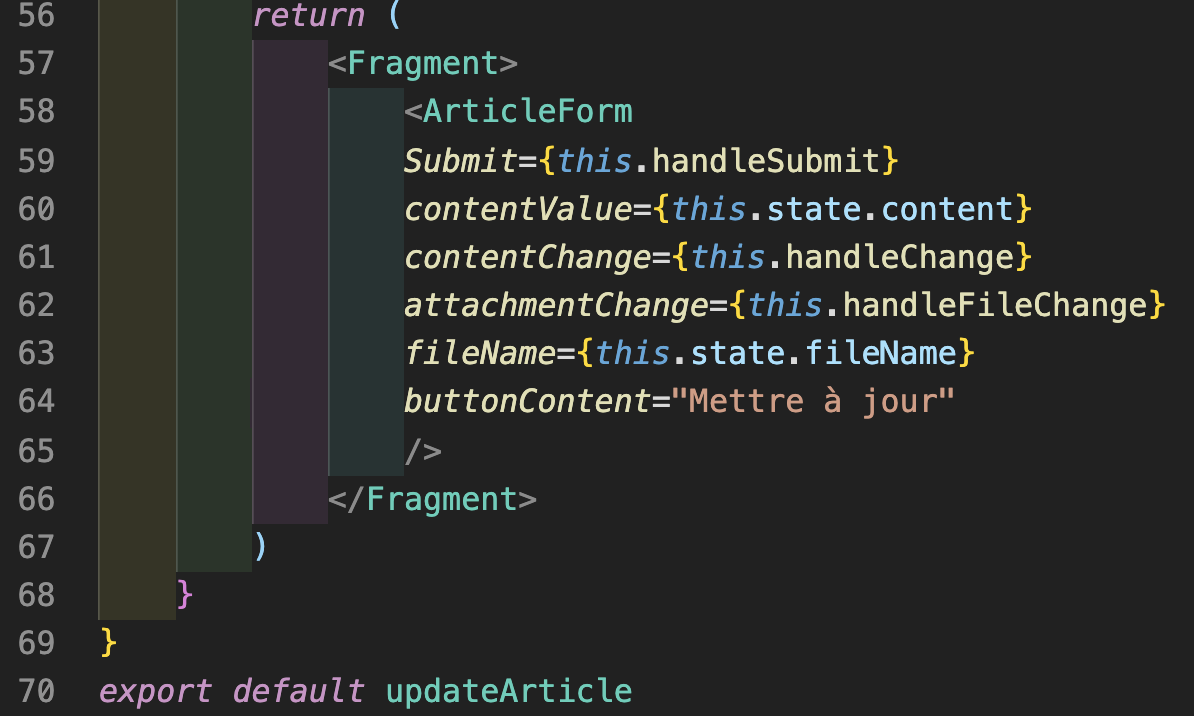 56 return (
57 <Fragment>
58 <ArticleForm
59 Submit={this.handleSubmit}
60 contentValue={this.state.content}
61 contentChange={this.handleChange}
62 attachmentChange={this.handleFileChange}
63 fileName={this.state.fileName}
64 buttonContent="Mettre à jour"
65 />
66 </Fragment>
67 )
68 }
69 }
70 export default updateArticle